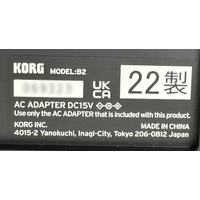 KORG MODEL:B2
UK CA
22製
AC ADAPTER DC15V
Use only the AC ADAPTER that is included with this product.
MADE IN CHINA
KORG INC.
4015-2 Yanokuchi, Inagi-City, Tokyo 206-0812 Japan